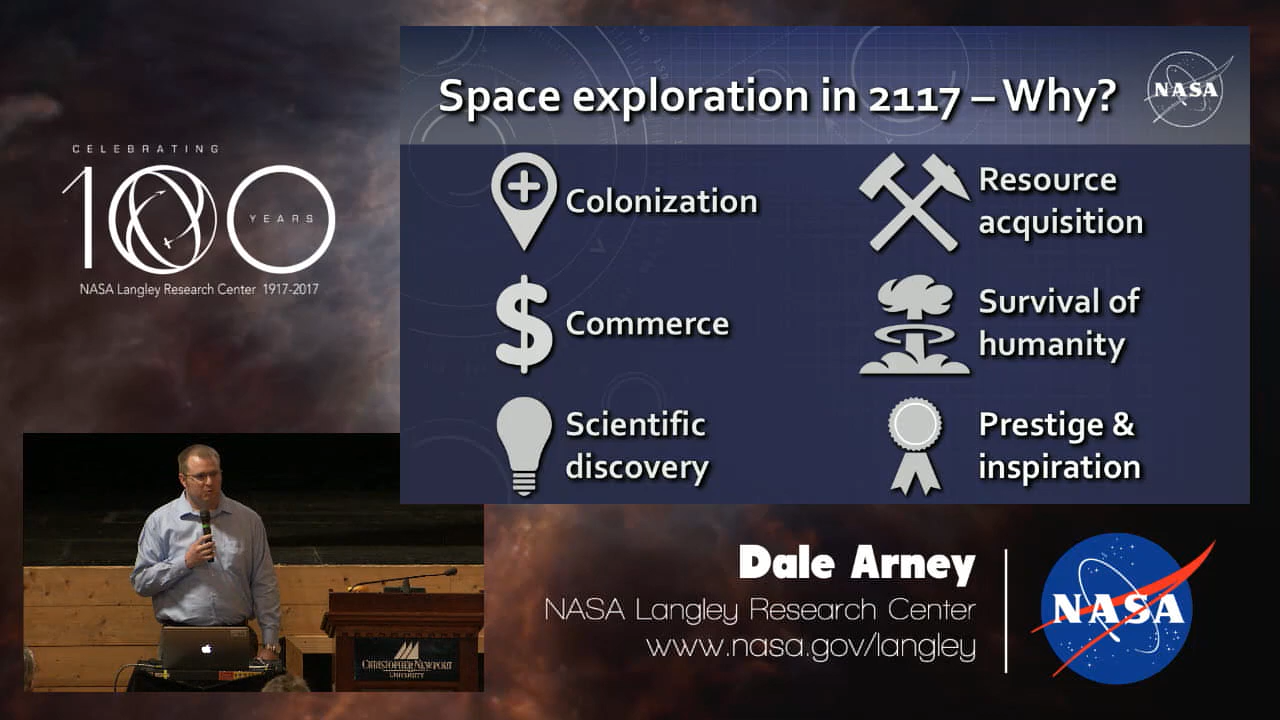 CELEBRATING
100
YEARS
NASA Langley Research Center 1917-2017
Space exploration in 2117 – Why?
NASA
Colonization
Resource
acquisition
Commerce
Survival of
humanity
Scientific
discovery
Prestige &
inspiration
CHRISTOPHER NEWPORT
UNIVERSITY
Dale Arney
NASA Langley Research Center
www.nasa.gov/langley
NASA